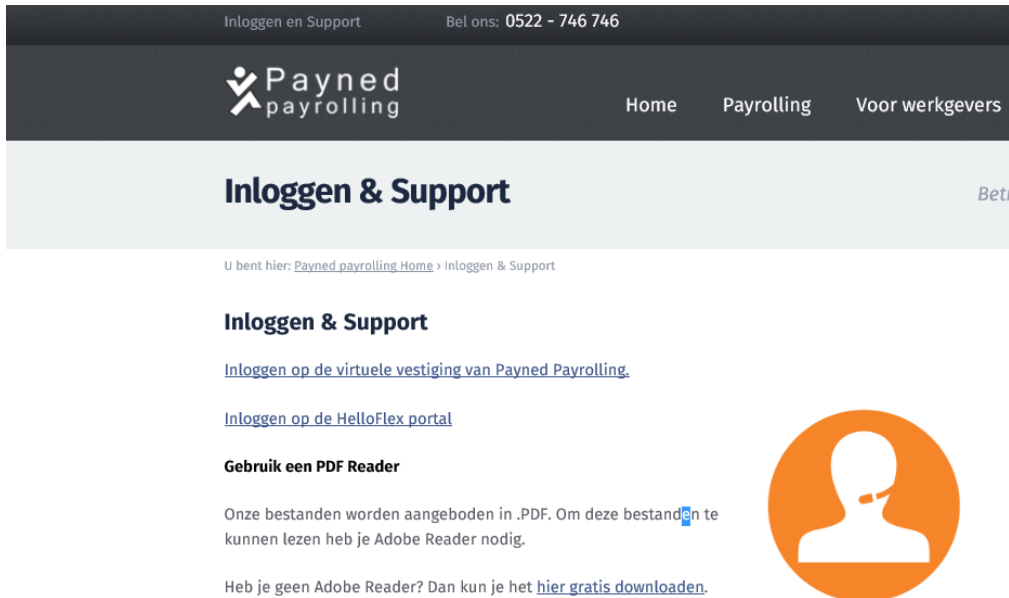 Inloggen en Support Bel ons: 0522 - 746 746
Payned
payrolling
Home Payrolling Voor werkgevers
Inloggen & Support
U bent hier: Payned payrolling Home › Inloggen & Support
Inloggen & Support
Inloggen op de virtuele vestiging van Payned Payrolling.
Inloggen op de HelloFlex portal
Gebruik een PDF Reader
Onze bestanden worden aangeboden in .PDF. Om deze bestanden te
kunnen lezen heb je Adobe Reader nodig.
Heb je geen Adobe Reader? Dan kun je het hier gratis downloaden.